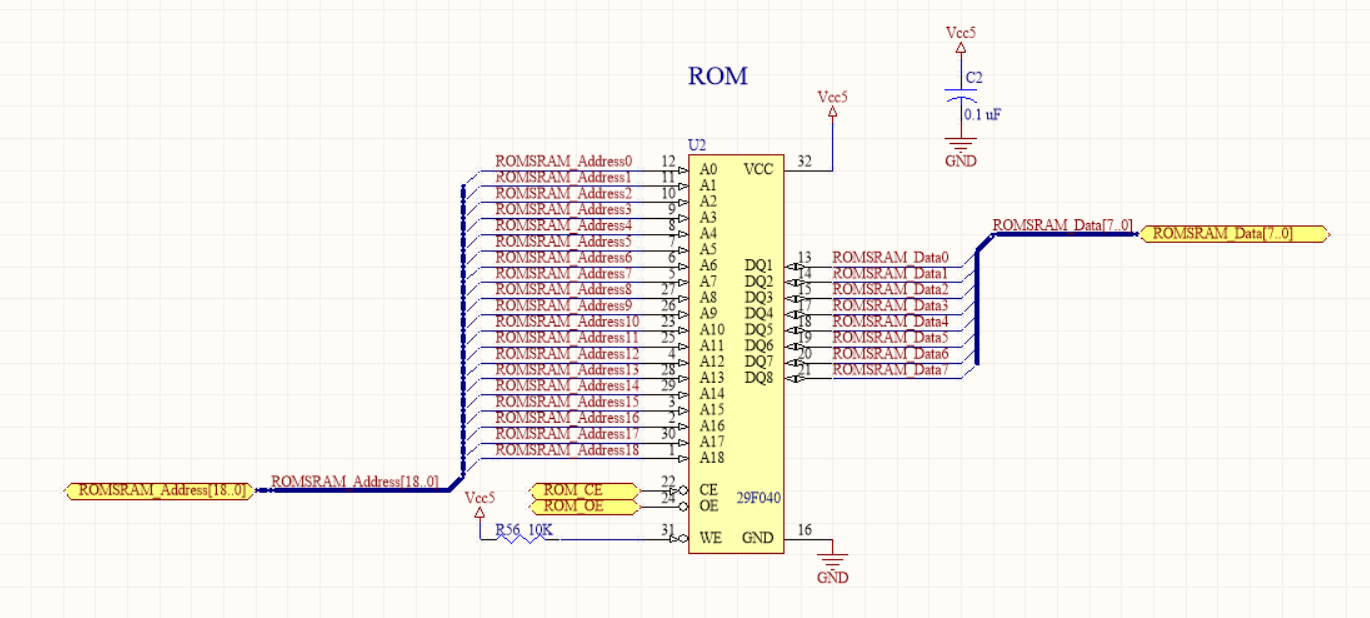 Vcc5
ROM
C2
Vcc5
0.1 uF
GND
U2
ROMSRAM_Address0 12 A0 VCC 32
ROMSRAM_Address1 11 A1
ROMSRAM_Address2 10 A2
ROMSRAM_Address3 9 A3
ROMSRAM_Address4 8 A4
ROMSRAM_Data[7..0] ROMSRAM_Data[7..0]
ROMSRAM_Address5 7 A5
ROMSRAM_Address6 6 A6 DQ1 13 ROMSRAM_Data0
ROMSRAM_Address7 5 A7 DQ2 14 ROMSRAM_Data1
ROMSRAM_Address8 27 A8 DQ3 15 ROMSRAM_Data2
ROMSRAM_Address9 26 A9 DQ4 17 ROMSRAM_Data3
ROMSRAM_Address10 23 A10 DQ5 18 ROMSRAM_Data4
ROMSRAM_Address11 25 A11 DQ6 19 ROMSRAM_Data5
ROMSRAM_Address12 4 A12 DQ7 20 ROMSRAM_Data6
ROMSRAM_Address13 28 A13 DQ8 21 ROMSRAM_Data7
ROMSRAM_Address14 29 A14
ROMSRAM_Address15 3 A15
ROMSRAM_Address16 2 A16
ROMSRAM_Address17 30 A17
ROMSRAM_Address18 1 A18
ROMSRAM_Address[18..0] ROMSRAM_Address[18..0]
ROM_CE 22 CE
Vcc5
ROM_OE 24 OE 29F040
R56 10K 31 WE GND 16
GND